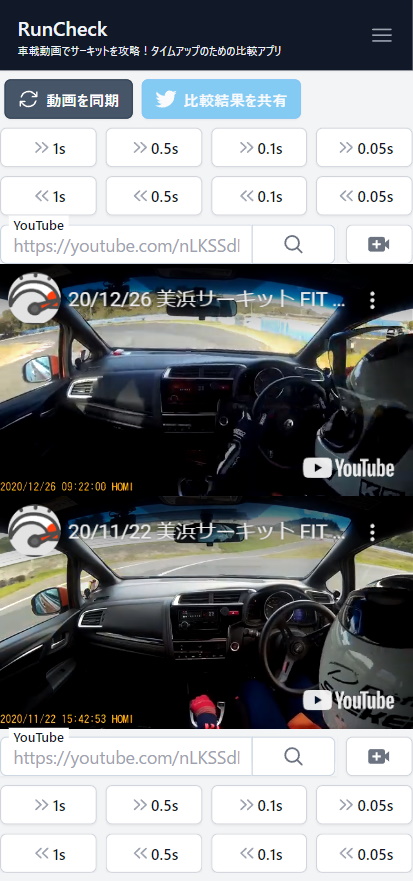 RunCheck
車載動画でサーキットを攻略！タイムアップのための比較アプリ
動画を同期
比較結果を共有
1s 0.5s 0.1s 0.05s
1s 0.5s 0.1s 0.05s
YouTube
https://youtube.com/nLKSSdl
20/12/26 美浜サーキット FIT ...
YouTube
2020/12/26 09:22:00 HOMI
20/11/22 美浜サーキット FIT ...
YouTube
2020/11/22 15:42:53 HOMI
YouTube
https://youtube.com/nLKSSdl
1s 0.5s 0.1s 0.05s
1s 0.5s 0.1s 0.05s